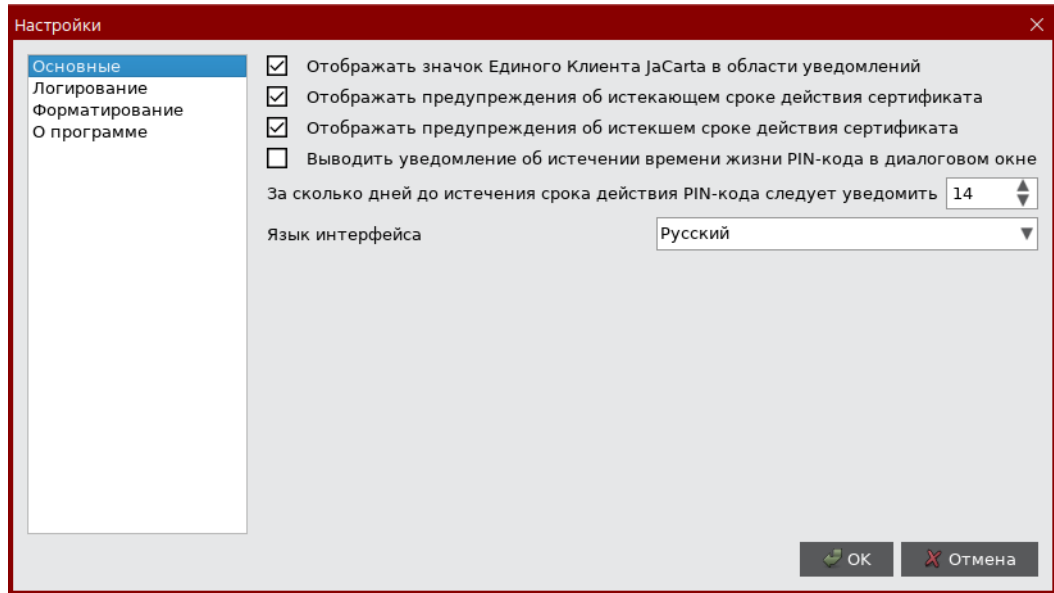 Настройки
Основные
Логирование
Форматирование
О программе
Отображать значок Единого Клиента JaCarta в области уведомлений
Отображать предупреждения об истекающем сроке действия сертификата
Отображать предупреждения об истекшем сроке действия сертификата
Выводить уведомление об истечении времени жизни PIN-кода в диалоговом окне
За сколько дней до истечения срока действия PIN-кода следует уведомить 14
Язык интерфейса Русский
OK Отмена